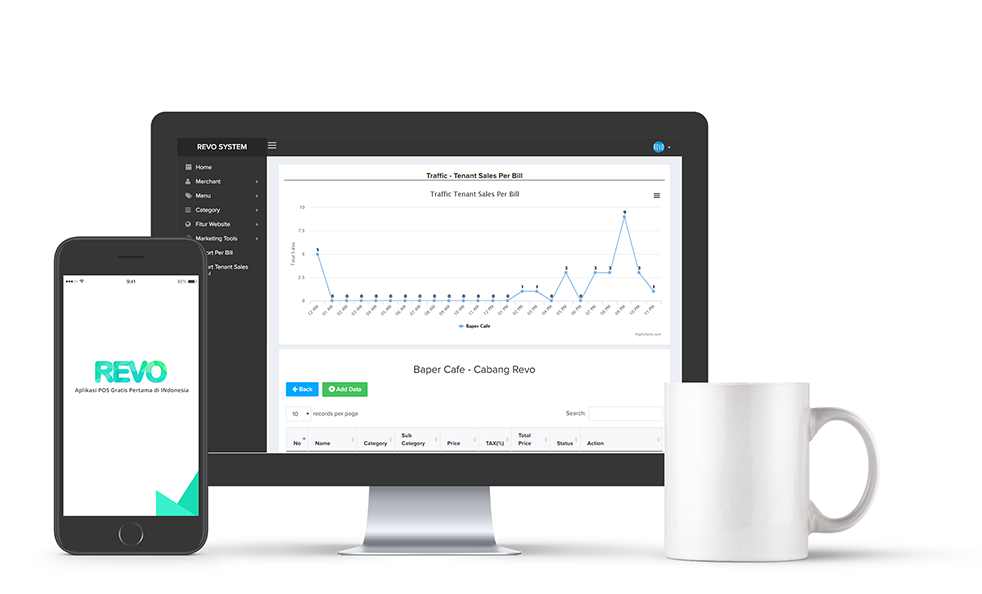 REVO SYSTEM
Home
Merchant
Menu
Category
Fitur Website
Marketing Tools
ort Per Bill
rt Tenant Sales
Traffic - Tenant Sales Per Bill
Traffic Tenant Sales Per Bill
Total Sales
10
7.5
5
2.5
0
5 0 0 0 0 0 0 0 0 0 0 0 0 0 1 1 0 3 0 3 3 9 3 1
12 AM 01 AM 02 AM 03 AM 04 AM 05 AM 06 AM 07 AM 08 AM 09 AM 10 AM 11 AM 12 PM 01 PM 02 PM 03 PM 04 PM 05 PM 06 PM 07 PM 08 PM 09 PM 10 PM 11 PM
Baper Cafe
Highcharts.com
Baper Cafe - Cabang Revo
Back Add Data
10 records per page Search:
No Name Category Sub Category Price TAX(%) Total Price Status Action
9:41
REVO
Aplikasi POS Gratis Pertama di INdonesia